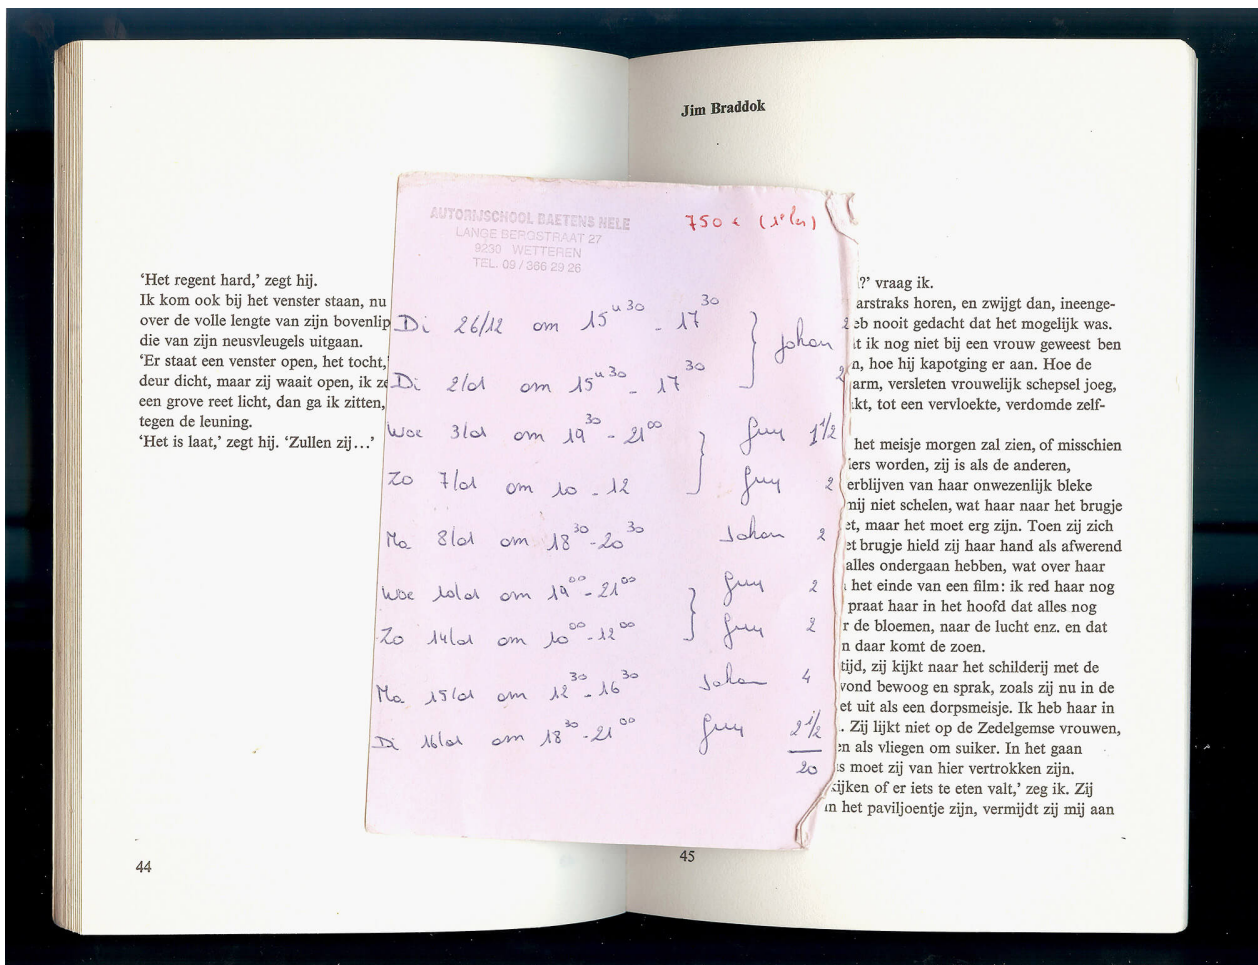 Jim Braddok
'Het regent hard,' zegt hij.
Ik kom ook bij het venster staan, nu
over de volle lengte van zijn bovenlip
die van zijn neusvleugels uitgaan.
'Er staat een venster open, het tocht,'
deur dicht, maar zij waait open, ik ze
een grove reet licht, dan ga ik zitten,
tegen de leuning.
'Het is laat,' zegt hij. 'Zullen zij...'
44
AUTORIJSCHOOL BAETENS NELE
LANGE BERGSTRAAT 27
9230 WETTEREN
TEL. 09 / 366 29 26
750 €
Di 26/12 om 15u30 - 17 30 Johan 2
Di 2/01 om 15u30 - 17 30 2
Woe 3/01 om 19 30 - 21 00 Guy 1 1/2
Zo 7/01 om 10 - 12 Guy 2
Ma 8/01 om 18 30 - 20 30 Johan 2
Woe 10/01 om 19 00 - 21 00 Guy 2
Zo 14/01 om 10 00 - 12 00 Guy 2
Ma 15/01 om 12 30 - 16 30 Johan 4
Di 16/01 om 18 30 - 21 00 Guy 2 1/2
20
?' vraag ik.
arstraks horen, en zwijgt dan, ineenge-
eb nooit gedacht dat het mogelijk was.
t ik nog niet bij een vrouw geweest ben
n, hoe hij kapotging er aan. Hoe de
arm, versleten vrouwelijk schepsel joeg,
kt, tot een vervloekte, verdomde zelf-
het meisje morgen zal zien, of misschien
ers worden, zij is als de anderen,
erblijven van haar onwezenlijk bleke
mij niet schelen, wat haar naar het brugje
et, maar het moet erg zijn. Toen zij zich
et brugje hield zij haar hand als afwerend
alles ondergaan hebben, wat over haar
het einde van een film: ik red haar nog
praat haar in het hoofd dat alles nog
r de bloemen, naar de lucht enz. en dat
n daar komt de zoen.
tijd, zij kijkt naar het schilderij met de
vond bewoog en sprak, zoals zij nu in de
et uit als een dorpsmeisje. Ik heb haar in
. Zij lijkt niet op de Zedelgemse vrouwen,
en als vliegen om suiker. In het gaan
s moet zij van hier vertrokken zijn.
kijken of er iets te eten valt,' zeg ik. Zij
in het paviljoentje zijn, vermijdt zij mij aan
45